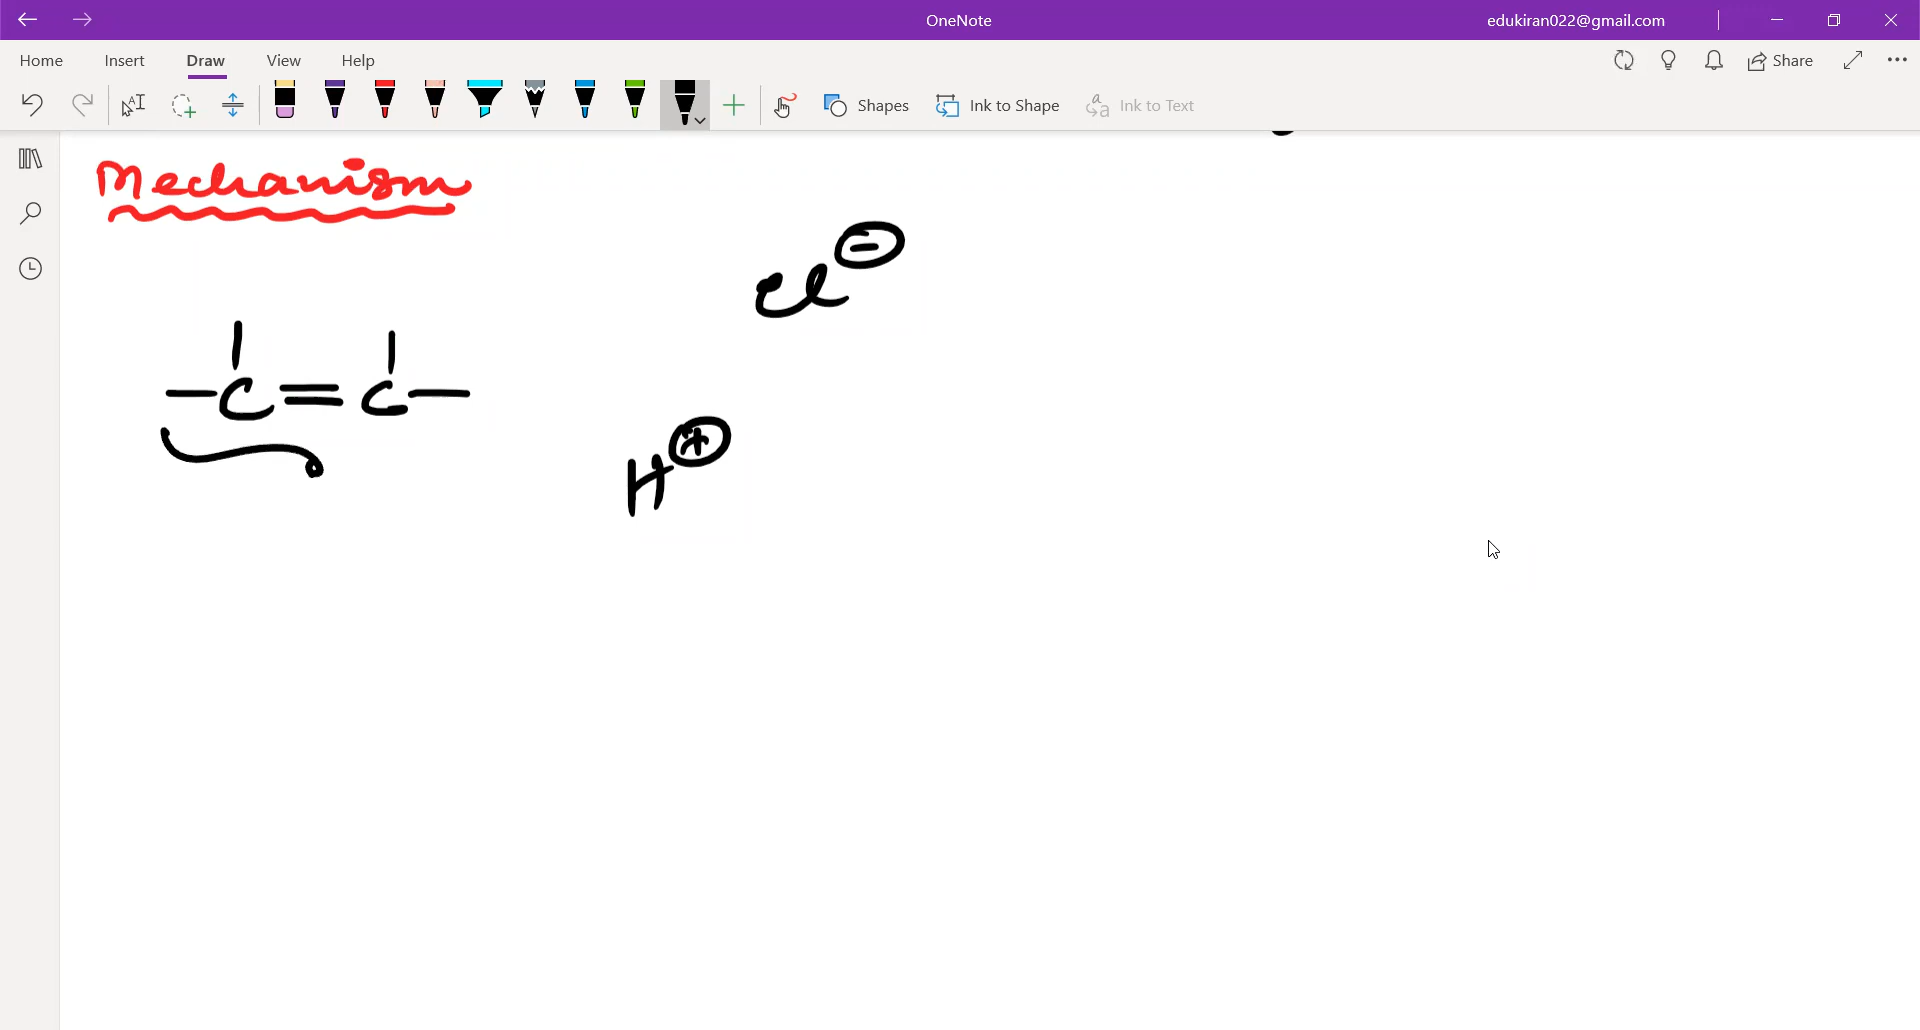 OneNote
edukiran022@gmail.com
Home Insert Draw View Help
Share
Shapes
Ink to Shape
Ink to Text
Mechanism
Cl⊖
–C=C–
H⊕